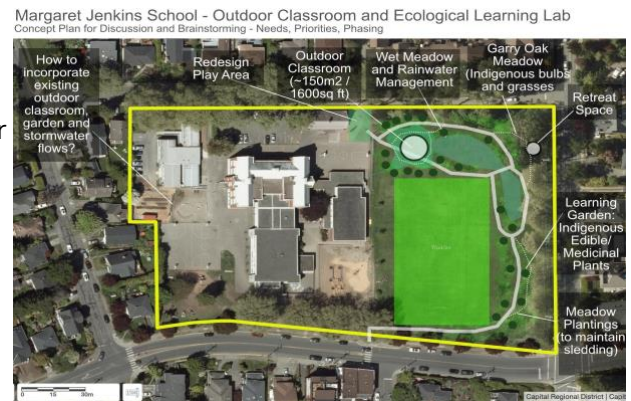 Margaret Jenkins School - Outdoor Classroom and Ecological Learning Lab
Concept Plan for Discussion and Brainstorming - Needs, Priorities, Phasing
How to
incorporate
existing
outdoor
classroom,
garden and
stormwater
flows?
Redesign
Play Area
Outdoor
Classroom
(~150m2 /
1600sq ft)
Wet Meadow
and Rainwater
Management
Garry Oak
Meadow
(Indigenous bulbs
and grasses
Retreat
Space
Learning
Garden:
Indigenous
Edible/
Medicinal
Plants
Meadow
Plantings
(to maintain
sledding)
0 15 30m
Capital Regional District | Capit
r